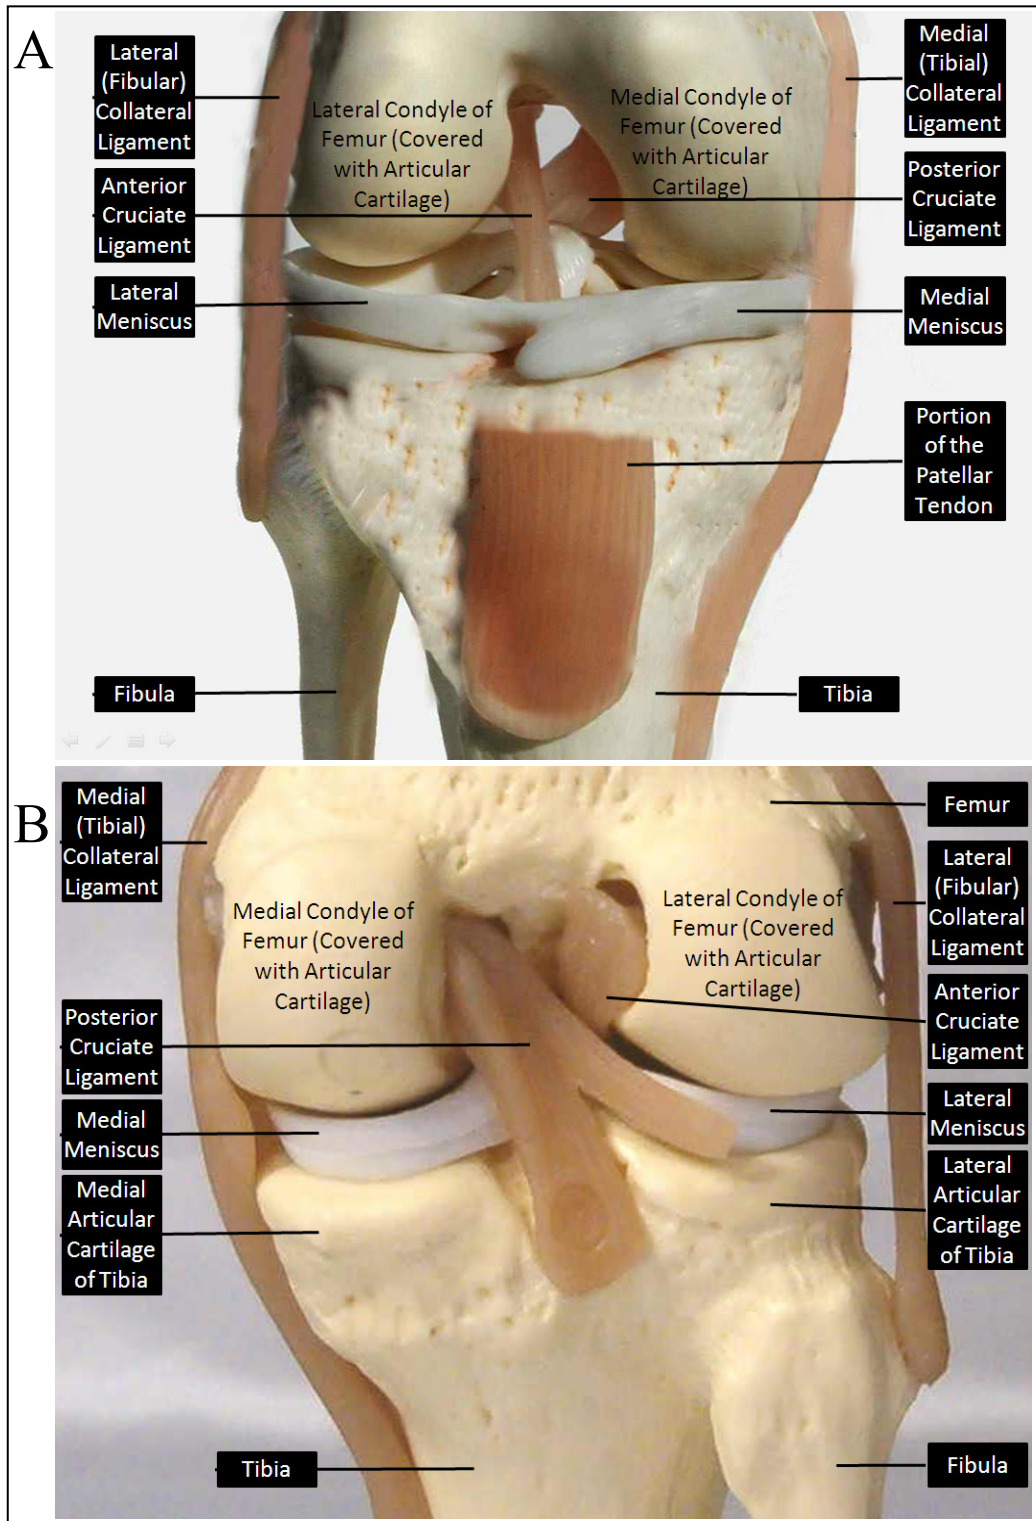 A
Lateral
(Fibular)
Collateral
Ligament
Anterior
Cruciate
Ligament
Lateral
Meniscus
Lateral Condyle of
Femur (Covered
with Articular
Cartilage)
Medial Condyle of
Femur (Covered
with Articular
Cartilage)
Medial
(Tibial)
Collateral
Ligament
Posterior
Cruciate
Ligament
Medial
Meniscus
Portion
of the
Patellar
Tendon
Fibula
Tibia
B
Medial
(Tibial)
Collateral
Ligament
Medial Condyle of
Femur (Covered
with Articular
Cartilage)
Posterior
Cruciate
Ligament
Medial
Meniscus
Medial
Articular
Cartilage
of Tibia
Lateral Condyle of
Femur (Covered
with Articular
Cartilage)
Femur
Lateral
(Fibular)
Collateral
Ligament
Anterior
Cruciate
Ligament
Lateral
Meniscus
Lateral
Articular
Cartilage
of Tibia
Tibia
Fibula